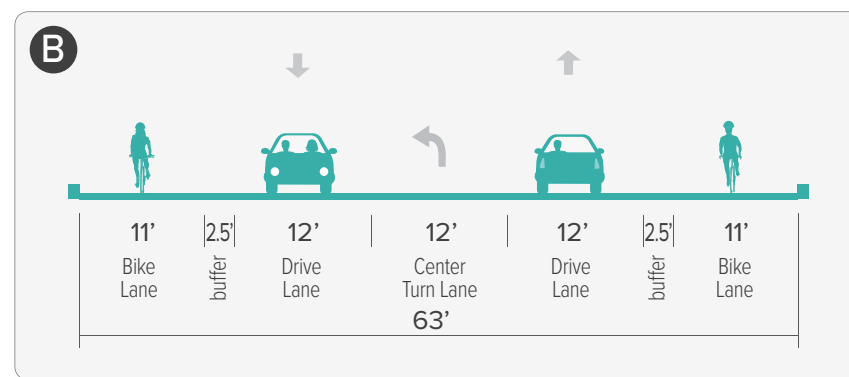 B
11’ 2.5’ 12’ 12’ 12’ 2.5’ 11’
Bike Lane
buffer
Drive Lane
Center Turn Lane
Drive Lane
buffer
Bike Lane
63’